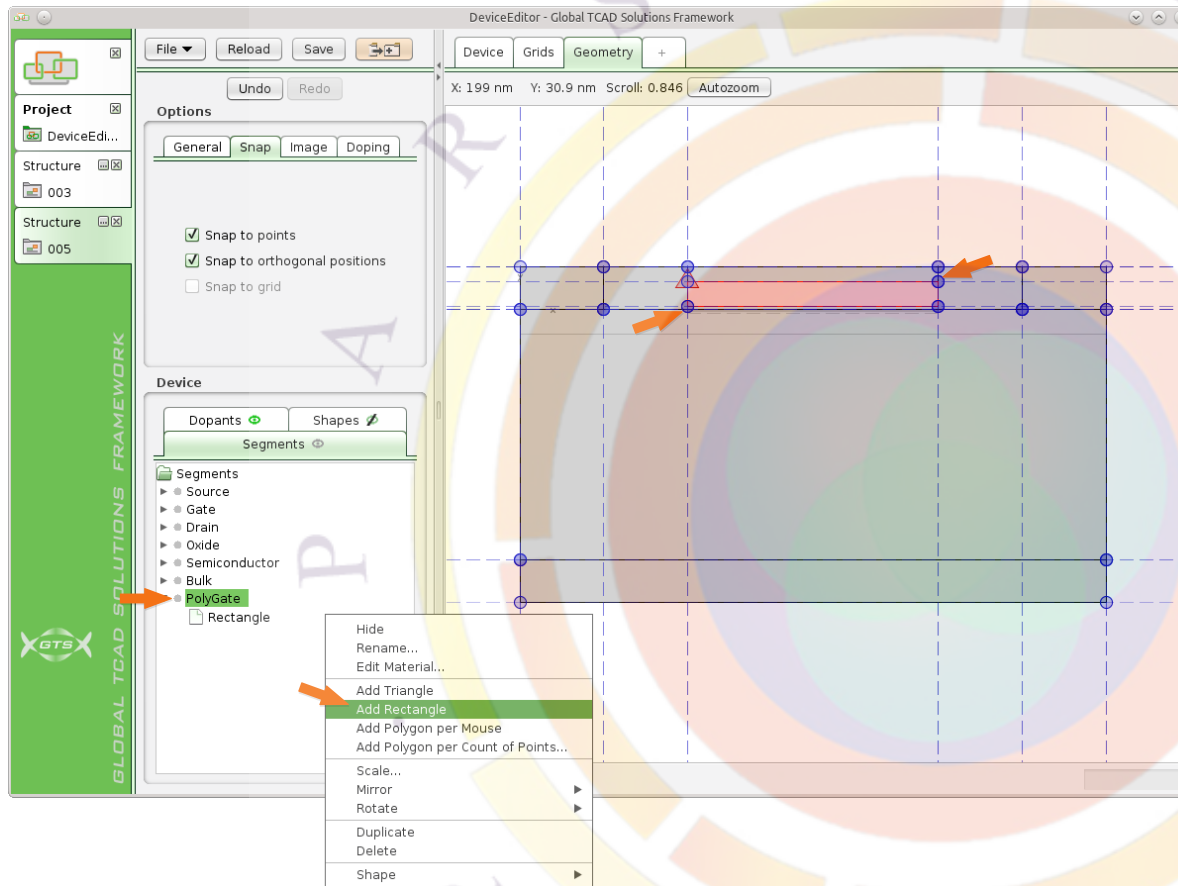 DeviceEditor - Global TCAD Solutions Framework
File Reload Save
Device Grids Geometry +
Undo Redo
X: 199 nm Y: 30.9 nm Scroll: 0.846 Autozoom
Project
DeviceEdi...
Structure
003
Structure
005
GLOBAL TCAD SOLUTIONS FRAMEWORK
GTS
Options
General Snap Image Doping
Snap to points
Snap to orthogonal positions
Snap to grid
Device
Dopants Shapes
Segments
Segments
Source
Gate
Drain
Oxide
Semiconductor
Bulk
PolyGate
Rectangle
Hide
Rename...
Edit Material...
Add Triangle
Add Rectangle
Add Polygon per Mouse
Add Polygon per Count of Points...
Scale...
Mirror
Rotate
Duplicate
Delete
Shape
P A R S